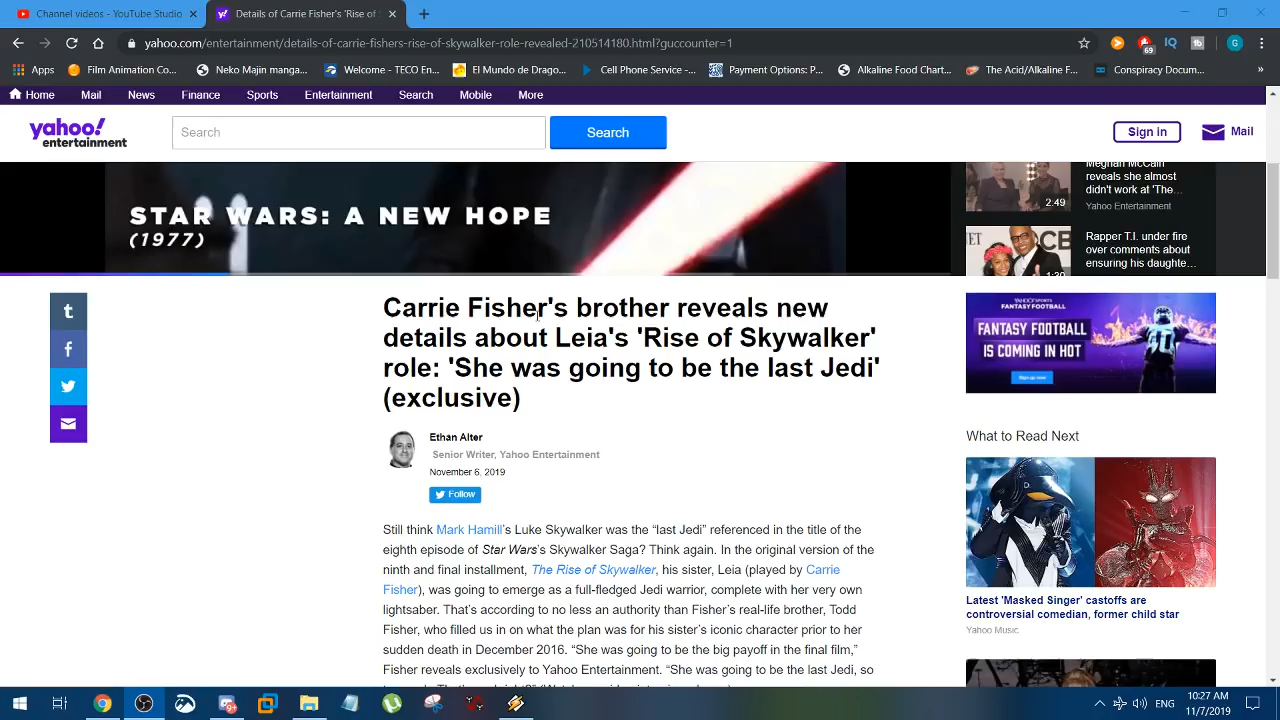 Channel videos - YouTube Studio
Details of Carrie Fisher's 'Rise of
yahoo.com/entertainment/details-of-carrie-fishers-rise-of-skywalker-role-revealed-210514180.html?guccounter=1
69
IQ
tb
G
Apps
Film Animation Co...
Neko Majin manga...
Welcome - TECO En...
El Mundo de Drago...
Cell Phone Service -...
Payment Options: P...
Alkaline Food Chart...
The Acid/Alkaline F...
Conspiracy Docum...
»
Home
Mail
News
Finance
Sports
Entertainment
Search
Mobile
More
yahoo!
entertainment
Search
Search
Sign in
Mail
STAR WARS: A NEW HOPE
(1977)
Meghan McCain
reveals she almost
didn't work at 'The...
Yahoo Entertainment
2:49
Rapper T.I. under fire
over comments about
ensuring his daughte...
1:30
t
f
Carrie Fisher's brother reveals new
details about Leia's 'Rise of Skywalker'
role: 'She was going to be the last Jedi'
(exclusive)
Ethan Alter
Senior Writer, Yahoo Entertainment
November 6, 2019
Follow
Still think Mark Hamill's Luke Skywalker was the “last Jedi” referenced in the title of the
eighth episode of Star Wars's Skywalker Saga? Think again. In the original version of the
ninth and final installment, The Rise of Skywalker, his sister, Leia (played by Carrie
Fisher), was going to emerge as a full-fledged Jedi warrior, complete with her very own
lightsaber. That's according to no less an authority than Fisher's real-life brother, Todd
Fisher, who filled us in on what the plan was for his sister's iconic character prior to her
sudden death in December 2016. “She was going to be the big payoff in the final film,”
Fisher reveals exclusively to Yahoo Entertainment. “She was going to be the last Jedi, so
YAHOO! SPORTS
FANTASY FOOTBALL
FANTASY FOOTBALL
IS COMING IN HOT
Sign up now
What to Read Next
Latest 'Masked Singer' castoffs are
controversial comedian, former child star
Yahoo Music
ENG
10:27 AM
11/7/2019